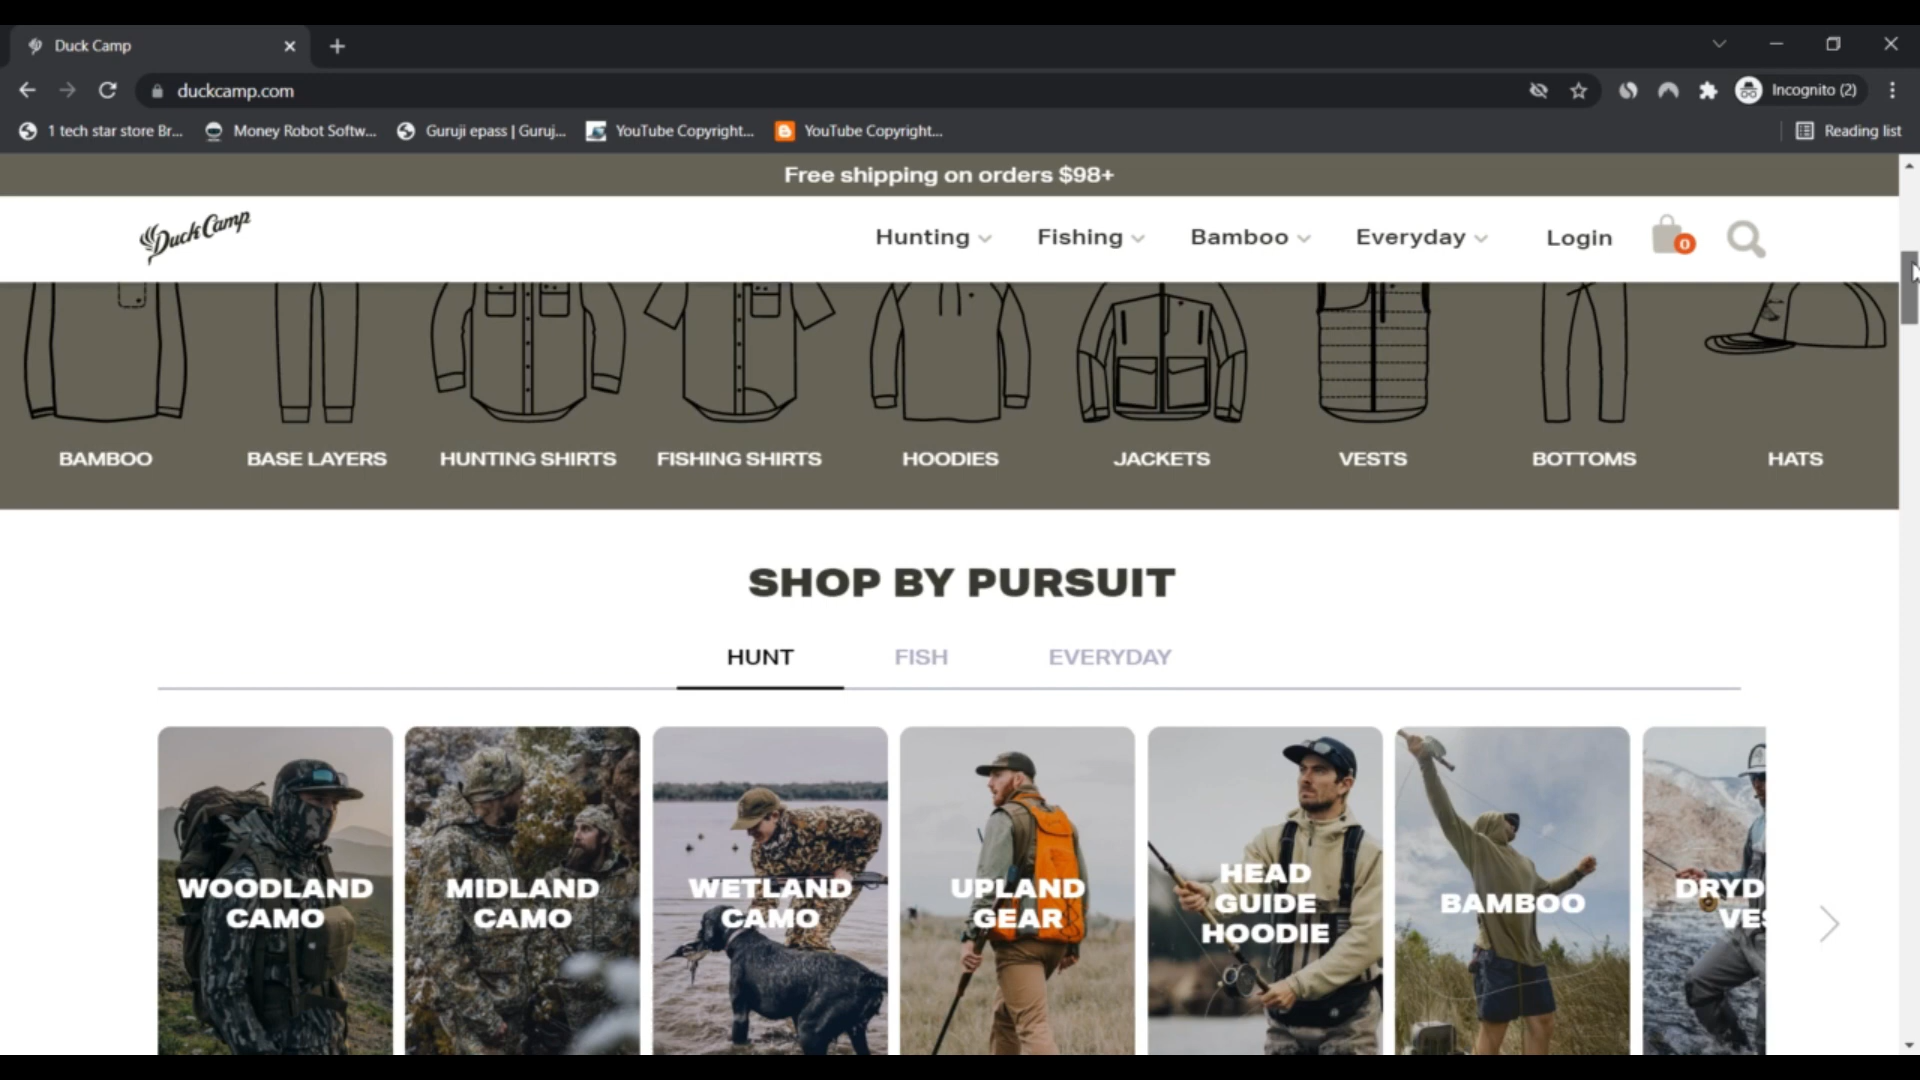 Duck Camp
duckcamp.com
Incognito (2)
1 tech star store Br...
Money Robot Softw...
Guruji epass | Guruj...
YouTube Copyright...
YouTube Copyright...
Reading list
Free shipping on orders $98+
Duck Camp
Hunting
Fishing
Bamboo
Everyday
Login
0
BAMBOO
BASE LAYERS
HUNTING SHIRTS
FISHING SHIRTS
HOODIES
JACKETS
VESTS
BOTTOMS
HATS
SHOP BY PURSUIT
HUNT
FISH
EVERYDAY
WOODLAND
CAMO
MIDLAND
CAMO
WETLAND
CAMO
UPLAND
GEAR
HEAD
GUIDE
HOODIE
BAMBOO
DRYD
VES